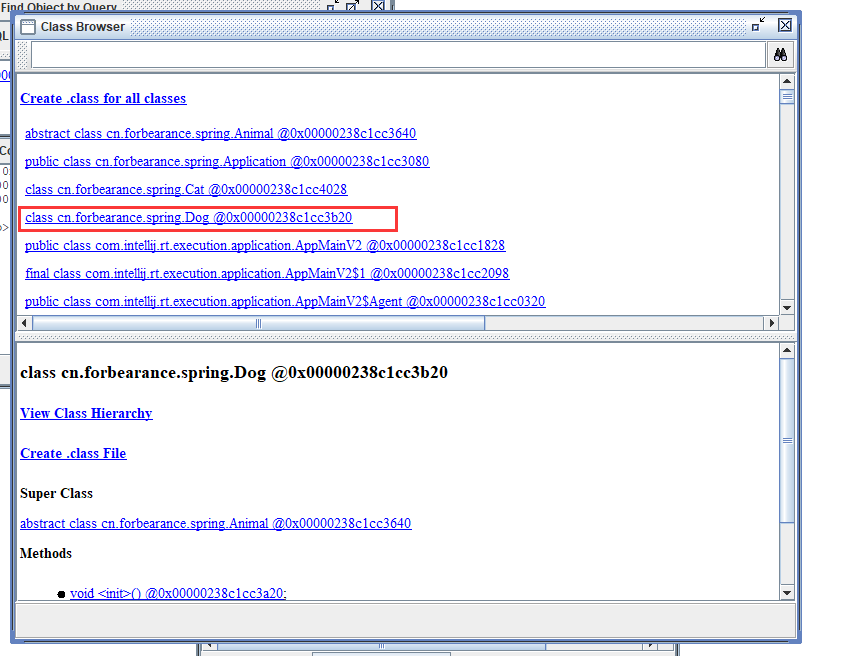 Find Object by Query
Class Browser
Create .class for all classes
abstract class cn.forbearance.spring.Animal @0x00000238c1cc3640
public class cn.forbearance.spring.Application @0x00000238c1cc3080
class cn.forbearance.spring.Cat @0x00000238c1cc4028
class cn.forbearance.spring.Dog @0x00000238c1cc3b20
public class com.intellij.rt.execution.application.AppMainV2 @0x00000238c1cc1828
final class com.intellij.rt.execution.application.AppMainV2$1 @0x00000238c1cc2098
public class com.intellij.rt.execution.application.AppMainV2$Agent @0x00000238c1cc0320
class cn.forbearance.spring.Dog @0x00000238c1cc3b20
View Class Hierarchy
Create .class File
Super Class
abstract class cn.forbearance.spring.Animal @0x00000238c1cc3640
Methods
void <init>() @0x00000238c1cc3a20;